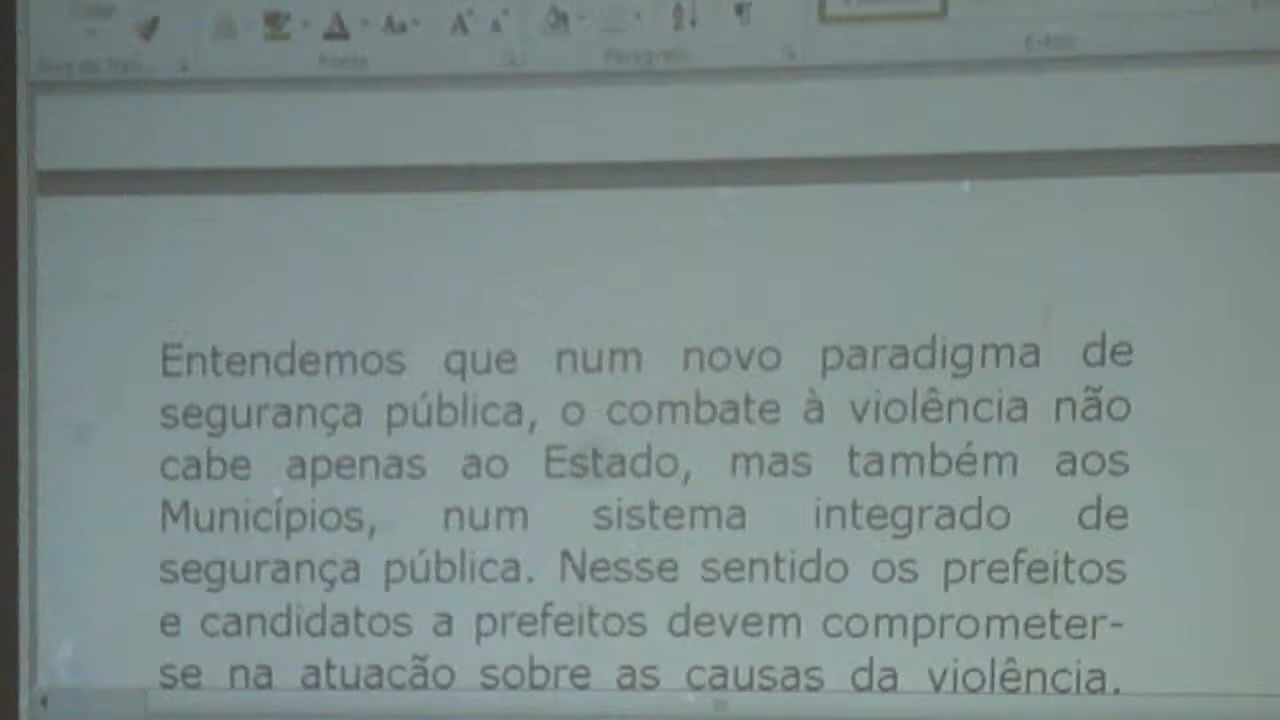 Fonte
Parágrafo
Entendemos que num novo paradigma de
segurança pública, o combate à violência não
cabe apenas ao Estado, mas também aos
Municípios, num sistema integrado de
segurança pública. Nesse sentido os prefeitos
e candidatos a prefeitos devem comprometer-
se na atuação sobre as causas da violência.